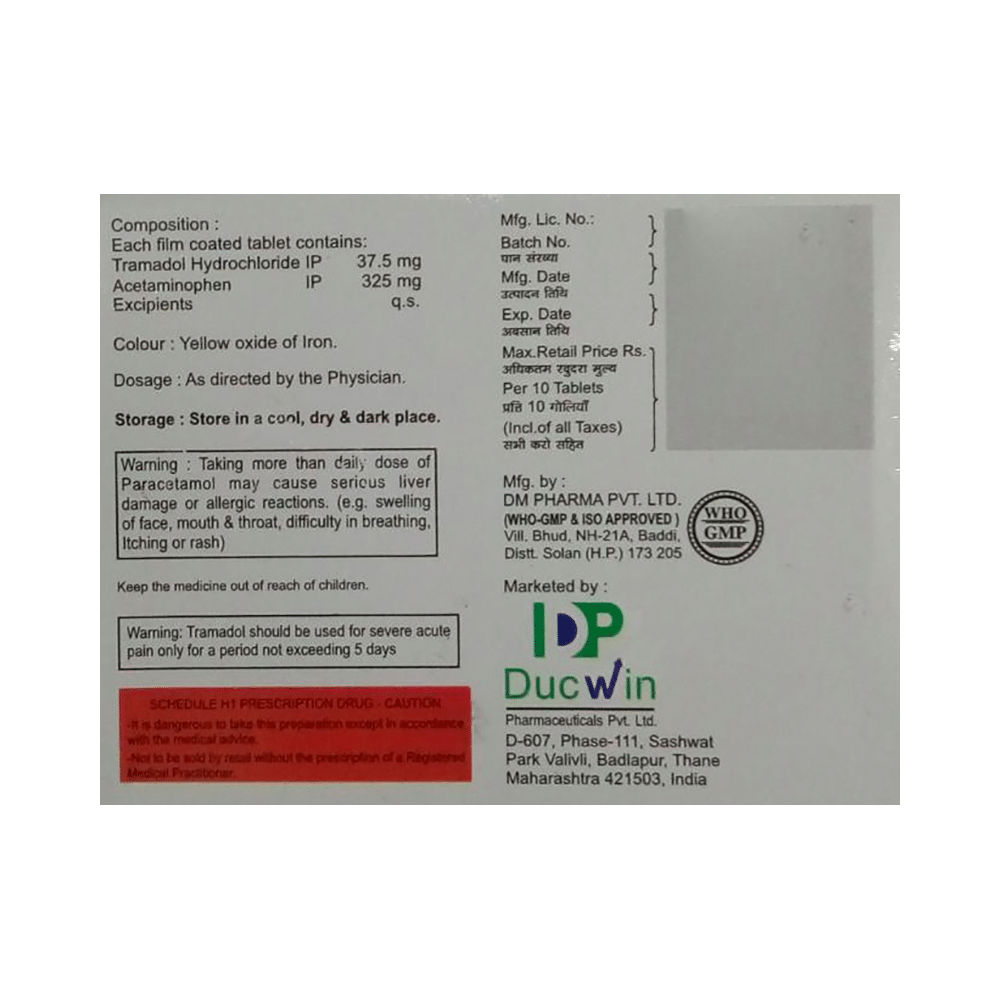 Composition :
Each film coated tablet contains:
Tramadol Hydrochloride IP 37.5 mg
Acetaminophen IP 325 mg
Excipients q.s.
Colour : Yellow oxide of Iron.
Dosage : As directed by the Physician.
Storage : Store in a cool, dry & dark place.
Warning : Taking more than daily dose of
Paracetamol may cause serious liver
damage or allergic reactions. (e.g. swelling
of face, mouth & throat, difficulty in breathing,
Itching or rash)
Keep the medicine out of reach of children.
Warning: Tramadol should be used for severe acute
pain only for a period not exceeding 5 days
SCHEDULE H1 PRESCRIPTION DRUG - CAUTION
-It is dangerous to take this preparation except in accordance
with the medical advice.
-Not to be sold by retail without the prescription of a Registered
Medical Practitioner.
Mfg. Lic. No.:
Batch No.
पान संख्या
Mfg. Date
उत्पादन तिथि
Exp. Date
अवसान तिथि
Max.Retail Price Rs.
अधिकतम रखुदरा मुल्य
Per 10 Tablets
प्रति 10 गोलियाँ
(Incl.of all Taxes)
सभी करो सहित
Mfg. by :
DM PHARMA PVT. LTD.
(WHO-GMP & ISO APPROVED )
Vill. Bhud, NH-21A, Baddi,
Distt. Solan (H.P.) 173 205
WHO
GMP
Marketed by :
IDP
Ducwin
Pharmaceuticals Pvt. Ltd.
D-607, Phase-111, Sashwat
Park Valivli, Badlapur, Thane
Maharashtra 421503, India